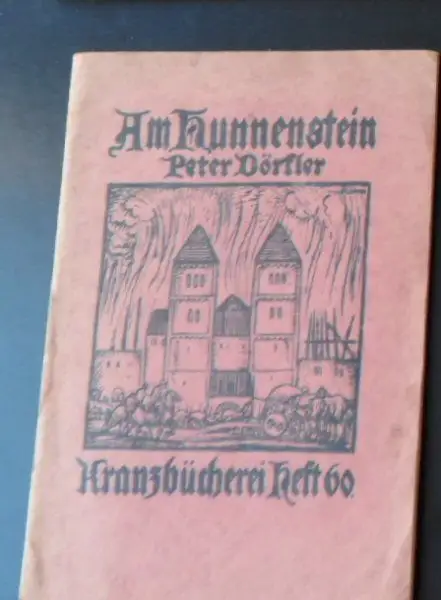 Am Hunnenstein
Peter Dörfler
Kranzbücherei Heft 60.